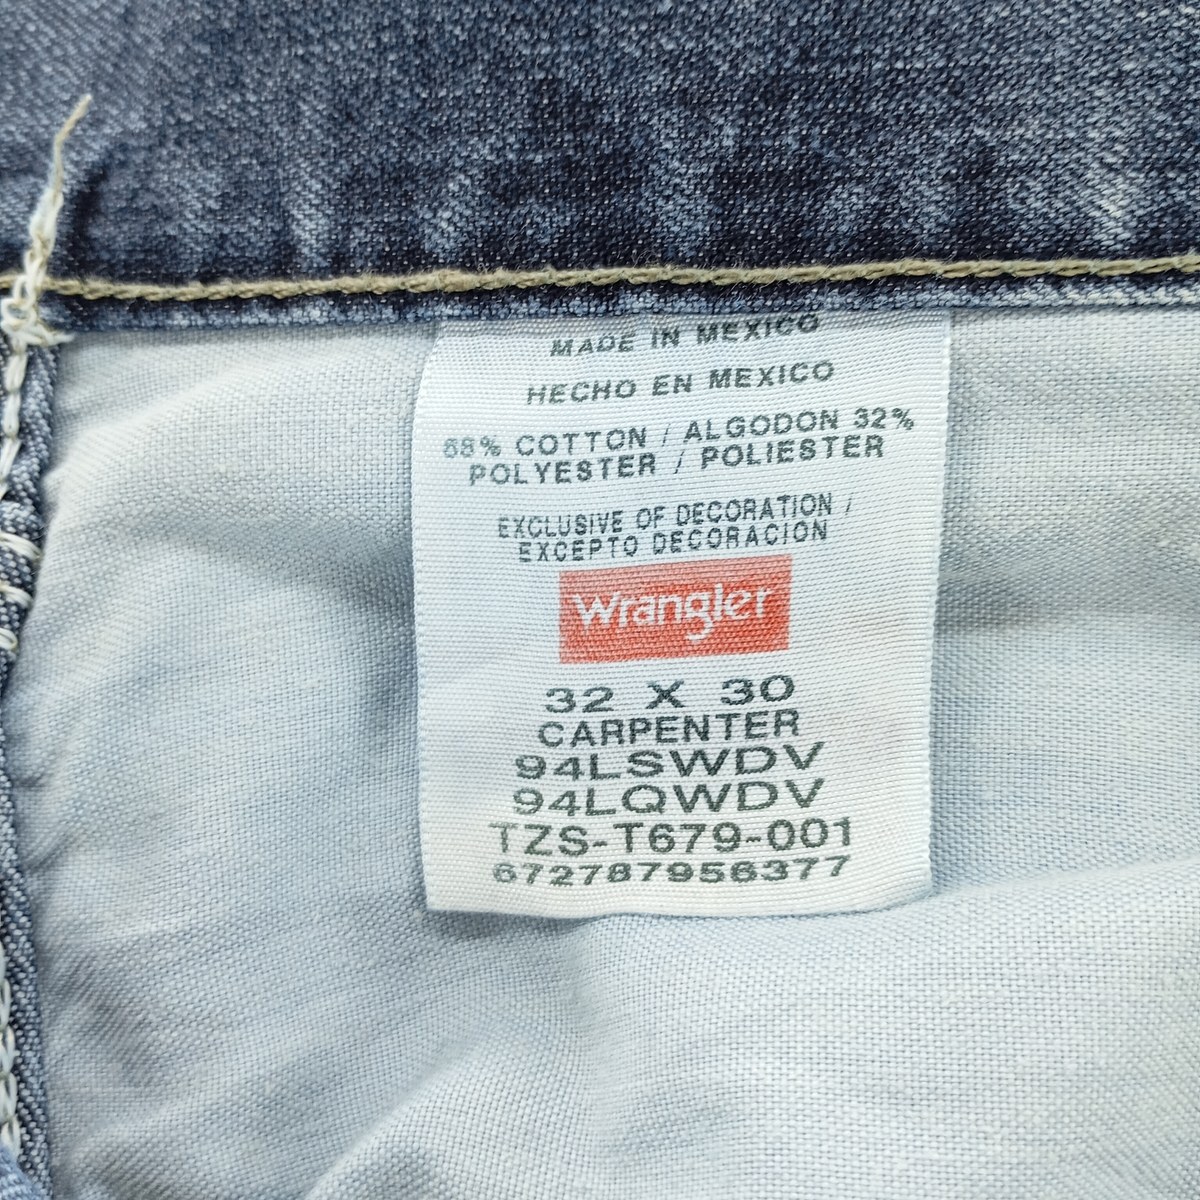 MADE IN MEXICO
HECHO EN MEXICO
68% COTTON / ALGODON 32%
POLYESTER / POLIESTER
EXCLUSIVE OF DECORATION /
EXCEPTO DECORACION
Wrangler
32 X 30
CARPENTER
94LSWDV
94LQWDV
TZS-T679-001
672787956377